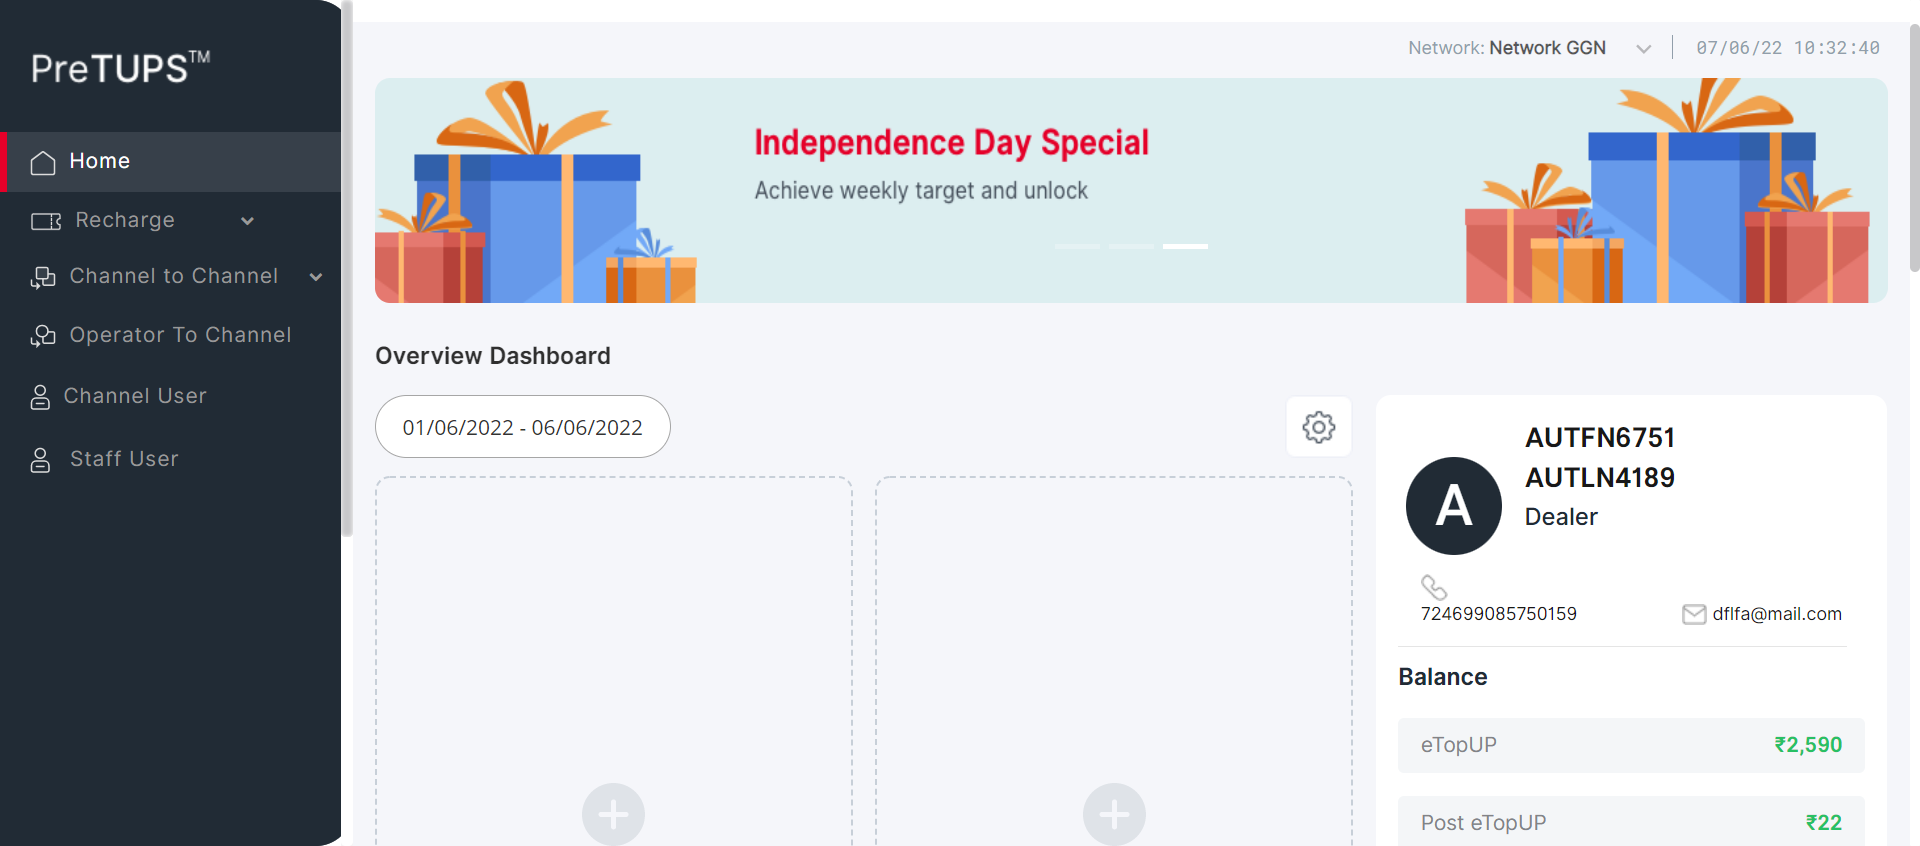 PreTUPS™
Home
Recharge
Channel to Channel
Operator To Channel
Channel User
Staff User
Network: Network GGN
07/06/22 10:32:40
Independence Day Special
Achieve weekly target and unlock
Overview Dashboard
01/06/2022 - 06/06/2022
A
AUTFN6751
AUTLN4189
Dealer
724699085750159
dflfa@mail.com
Balance
eTopUP ₹2,590
Post eTopUP ₹22